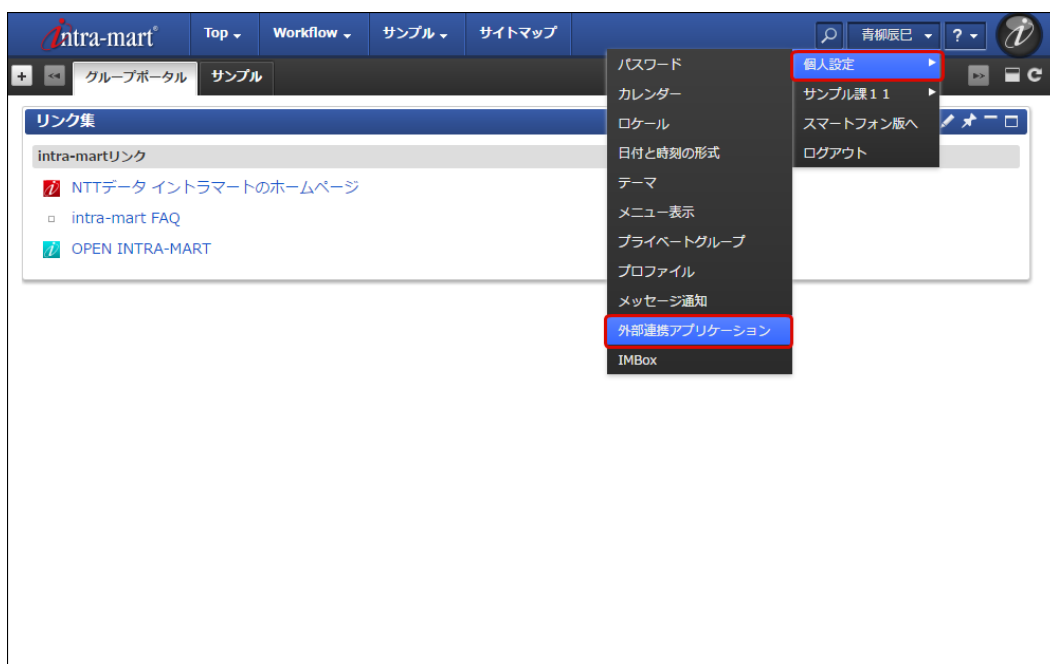 intra-mart® Top Workflow サンプル サイトマップ 青柳辰巳 ?
+ グループポータル サンプル
リンク集
intra-martリンク
NTTデータ イントラマートのホームページ
intra-mart FAQ
OPEN INTRA-MART
パスワード
カレンダー
ロケール
日付と時刻の形式
テーマ
メニュー表示
プライベートグループ
プロファイル
メッセージ通知
外部連携アプリケーション
IMBox
個人設定
サンプル課11
スマートフォン版へ
ログアウト